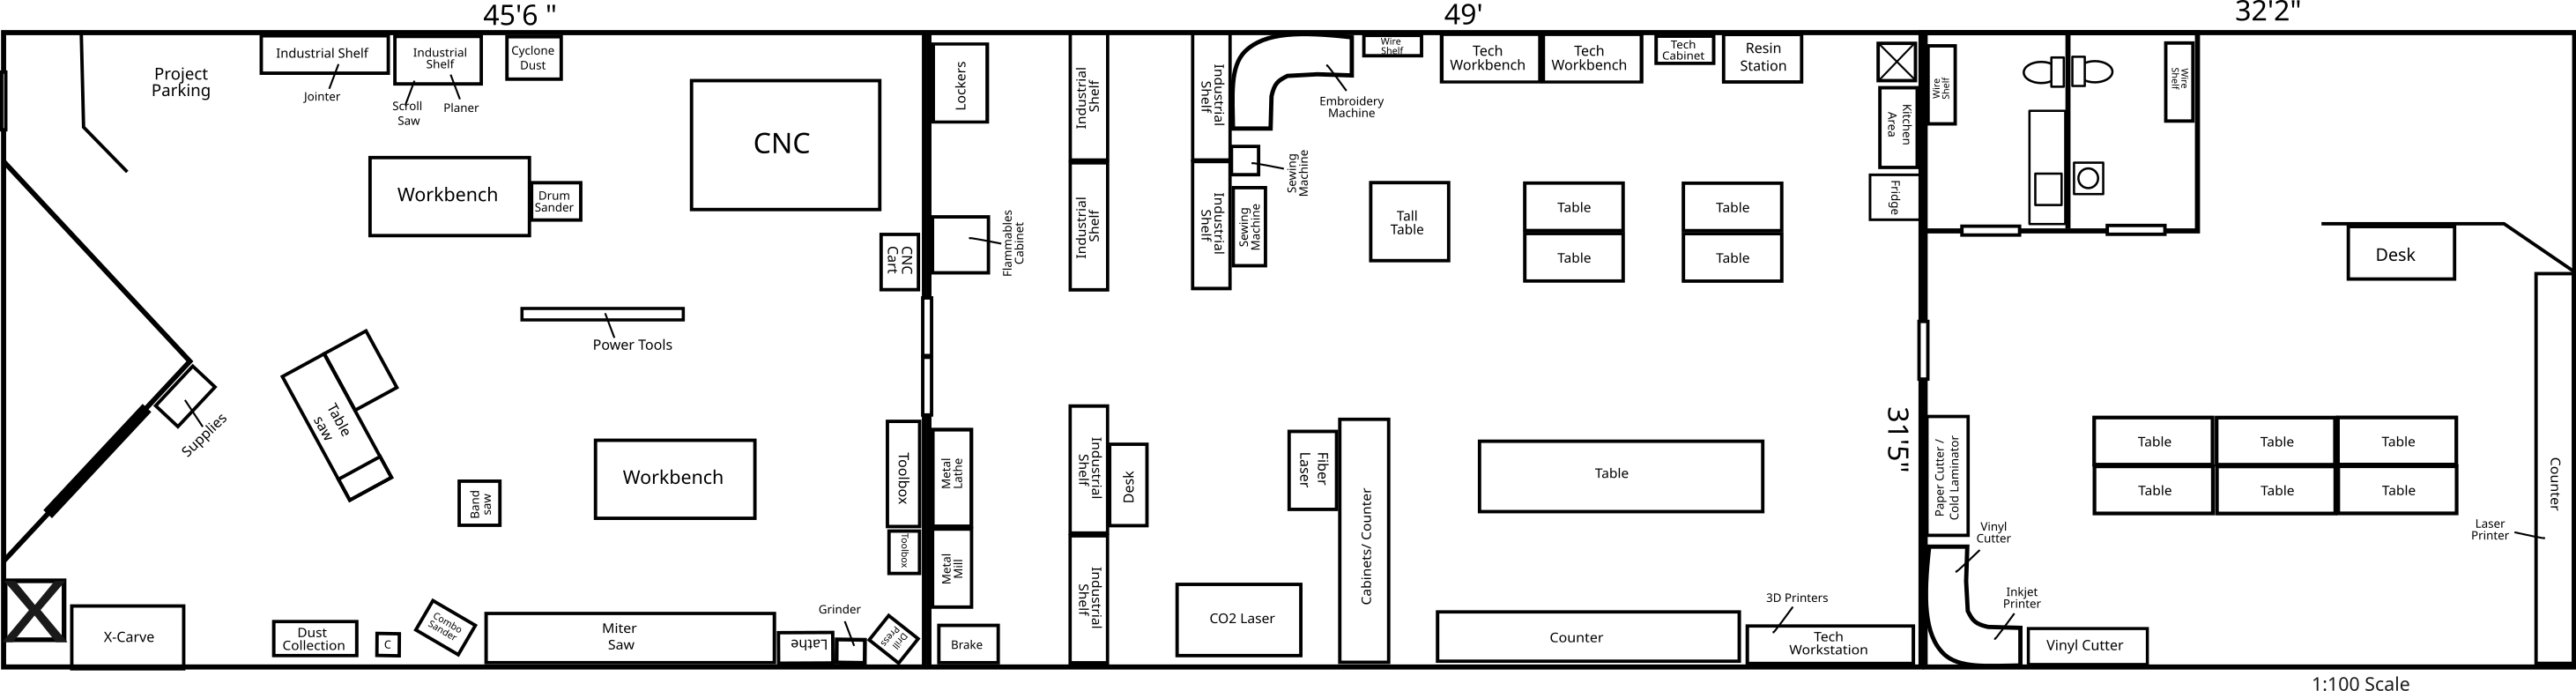 45'6 "
49'
32'2"
Project
Parking
Industrial Shelf
Jointer
Industrial
Shelf
Scroll
Saw
Planer
Cyclone
Dust
CNC
Workbench
Drum
Sander
CNC
Cart
Power Tools
Supplies
Table
saw
Band
saw
Workbench
Toolbox
Toolbox
X-Carve
Dust
Collection
C
Combo
Sander
Miter
Saw
Lathe
Grinder
Drill
Press
Lockers
Flammables
Cabinet
Metal
Lathe
Metal
Mill
Brake
Industrial
Shelf
Industrial
Shelf
Industrial
Shelf
Industrial
Shelf
Industrial
Shelf
Industrial
Shelf
Desk
Embroidery
Machine
Sewing
Machine
Sewing
Machine
Wire
Shelf
Tech
Workbench
Tech
Workbench
Tech
Cabinet
Resin
Station
Kitchen
Area
Fridge
Tall
Table
Table
Table
Table
Table
Fiber
Laser
Cabinets/ Counter
CO2 Laser
Table
Counter
3D Printers
Tech
Workstation
31'5"
Wire
Shelf
Wire
Shelf
Desk
Counter
Laser
Printer
Table
Table
Table
Table
Table
Table
Paper Cutter /
Cold Laminator
Vinyl
Cutter
Inkjet
Printer
Vinyl Cutter
1:100 Scale